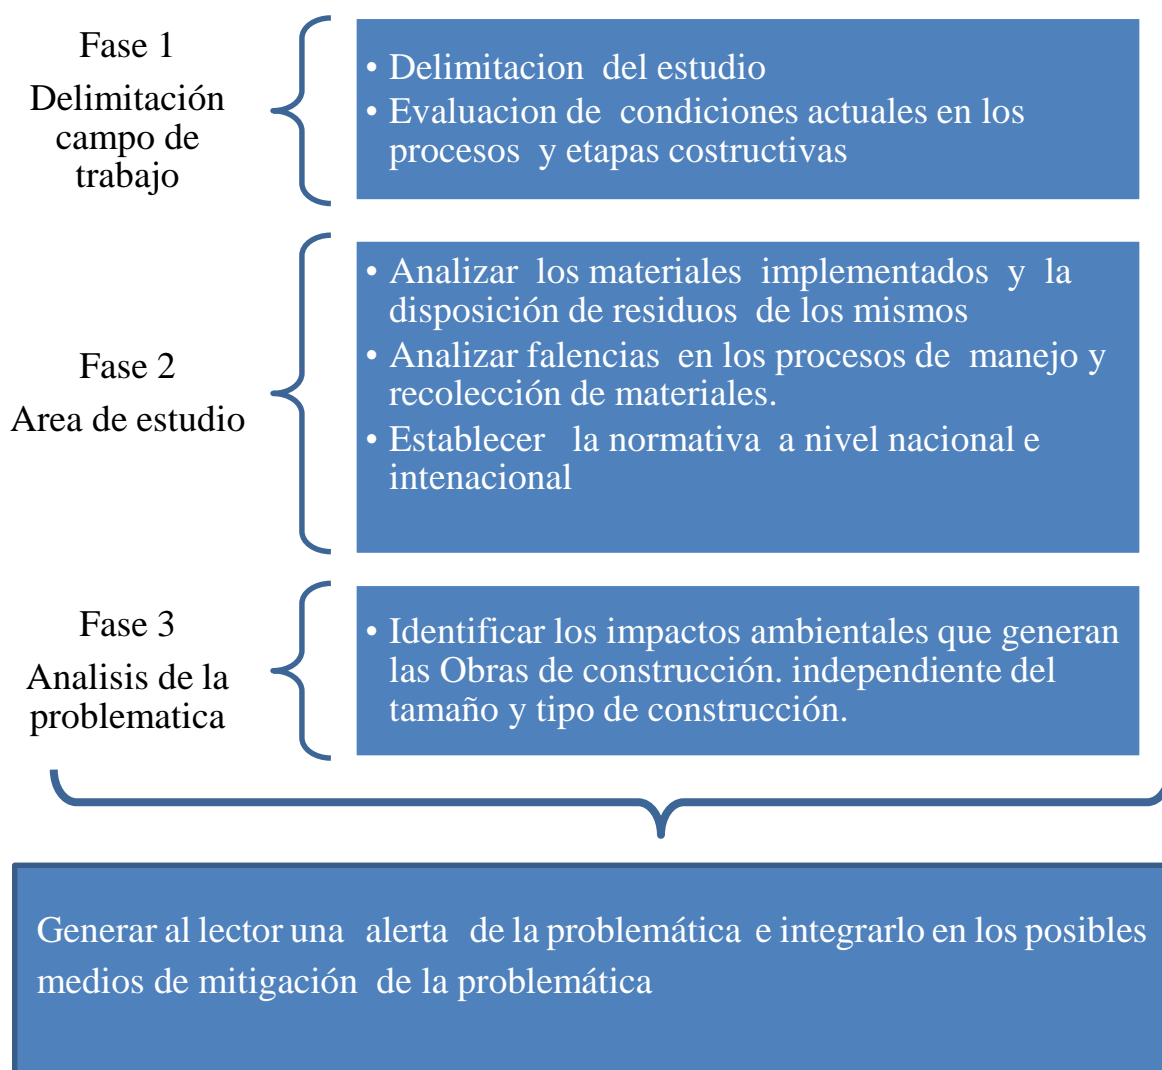 Fase 1
Delimitación
campo de
trabajo
• Delimitacion del estudio
• Evaluacion de condiciones actuales en los
procesos y etapas costructivas
Fase 2
Area de estudio
• Analizar los materiales implementados y la
disposición de residuos de los mismos
• Analizar falencias en los procesos de manejo y
recolección de materiales.
• Establecer la normativa a nivel nacional e
intenacional
Fase 3
Analisis de la
problematica
• Identificar los impactos ambientales que generan
las Obras de construcción. independiente del
tamaño y tipo de construcción.
Generar al lector una alerta de la problemática e integrarlo en los posibles
medios de mitigación de la problemática